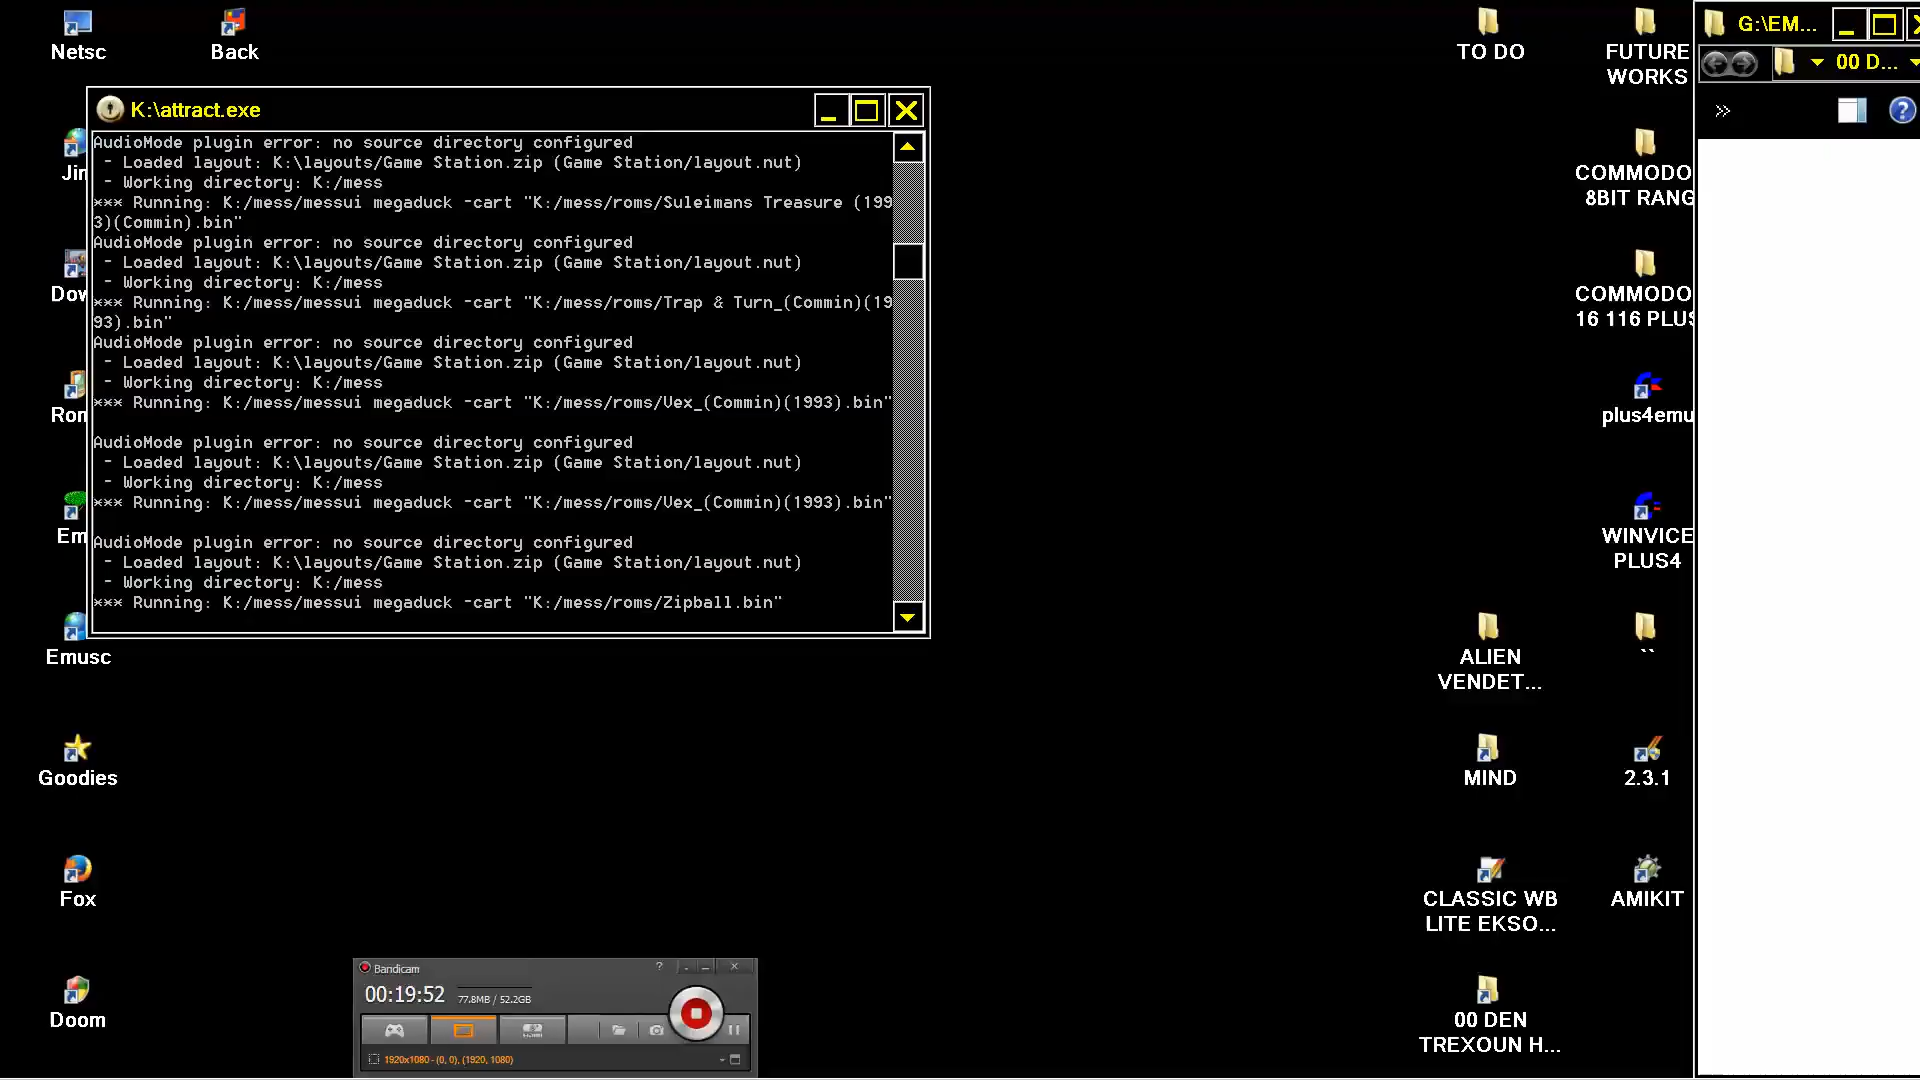 Netsc
Back
TO DO
FUTURE
WORKS
G:\EM...
00 D...
K:\attract.exe
AudioMode plugin error: no source directory configured
- Loaded layout: K:\layouts/Game Station.zip (Game Station/layout.nut)
- Working directory: K:/mess
*** Running: K:/mess/messui megaduck -cart "K:/mess/roms/Suleimans Treasure (199
3)(Commin).bin"
AudioMode plugin error: no source directory configured
- Loaded layout: K:\layouts/Game Station.zip (Game Station/layout.nut)
- Working directory: K:/mess
*** Running: K:/mess/messui megaduck -cart "K:/mess/roms/Trap & Turn_(Commin)(19
93).bin"
AudioMode plugin error: no source directory configured
- Loaded layout: K:\layouts/Game Station.zip (Game Station/layout.nut)
- Working directory: K:/mess
*** Running: K:/mess/messui megaduck -cart "K:/mess/roms/Vex_(Commin)(1993).bin"
AudioMode plugin error: no source directory configured
- Loaded layout: K:\layouts/Game Station.zip (Game Station/layout.nut)
- Working directory: K:/mess
*** Running: K:/mess/messui megaduck -cart "K:/mess/roms/Vex_(Commin)(1993).bin"
AudioMode plugin error: no source directory configured
- Loaded layout: K:\layouts/Game Station.zip (Game Station/layout.nut)
- Working directory: K:/mess
*** Running: K:/mess/messui megaduck -cart "K:/mess/roms/Zipball.bin"
Jin
Dow
Rom
Em
Emusc
Goodies
Fox
Doom
COMMODO
8BIT RANG
COMMODO
16 116 PLUS
plus4emu
WINVICE
PLUS4
ALIEN
VENDET...
``
MIND
2.3.1
CLASSIC WB
LITE EKSO...
AMIKIT
00 DEN
TREXOUN H...
Bandicam
00:19:52
77.8MB / 52.2GB
1920x1080 - (0, 0), (1920, 1080)